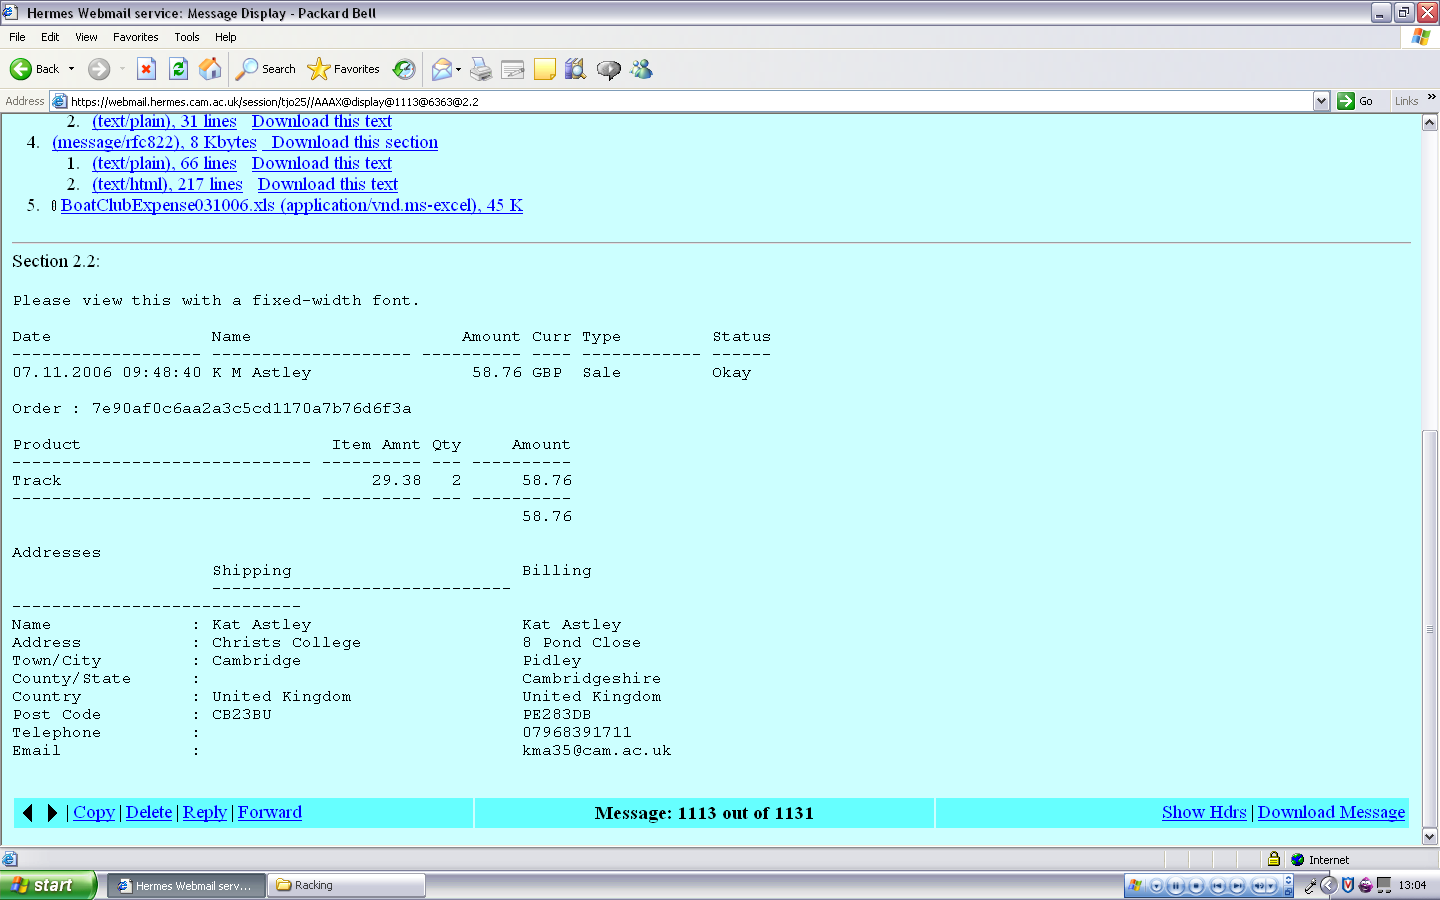 Hermes Webmail service: Message Display - Packard Bell
File Edit View Favorites Tools Help
Back Search Favorites
Address https://webmail.hermes.cam.ac.uk/session/tjo25//AAAX@display@1113@6363@2.2 Go Links »
2. (text/plain), 31 lines Download this text
4. (message/rfc822), 8 Kbytes Download this section
1. (text/plain), 66 lines Download this text
2. (text/html), 217 lines Download this text
5. BoatClubExpense031006.xls (application/vnd.ms-excel), 45 K
Section 2.2:
Please view this with a fixed-width font.
Date Name Amount Curr Type Status
------------------- -------------------- ---------- ---- ------------ ------
07.11.2006 09:48:40 K M Astley 58.76 GBP Sale Okay
Order : 7e90af0c6aa2a3c5cd1170a7b76d6f3a
Product Item Amnt Qty Amount
------------------------------ ---------- --- ----------
Track 29.38 2 58.76
------------------------------ ---------- --- ----------
58.76
Addresses
Shipping Billing
------------------------------
-----------------------------
Name : Kat Astley Kat Astley
Address : Christs College 8 Pond Close
Town/City : Cambridge Pidley
County/State : Cambridgeshire
Country : United Kingdom United Kingdom
Post Code : CB23BU PE283DB
Telephone : 07968391711
Email : kma35@cam.ac.uk
| Copy | Delete | Reply | Forward Message: 1113 out of 1131 Show Hdrs | Download Message
Internet
start Hermes Webmail serv... Racking 13:04